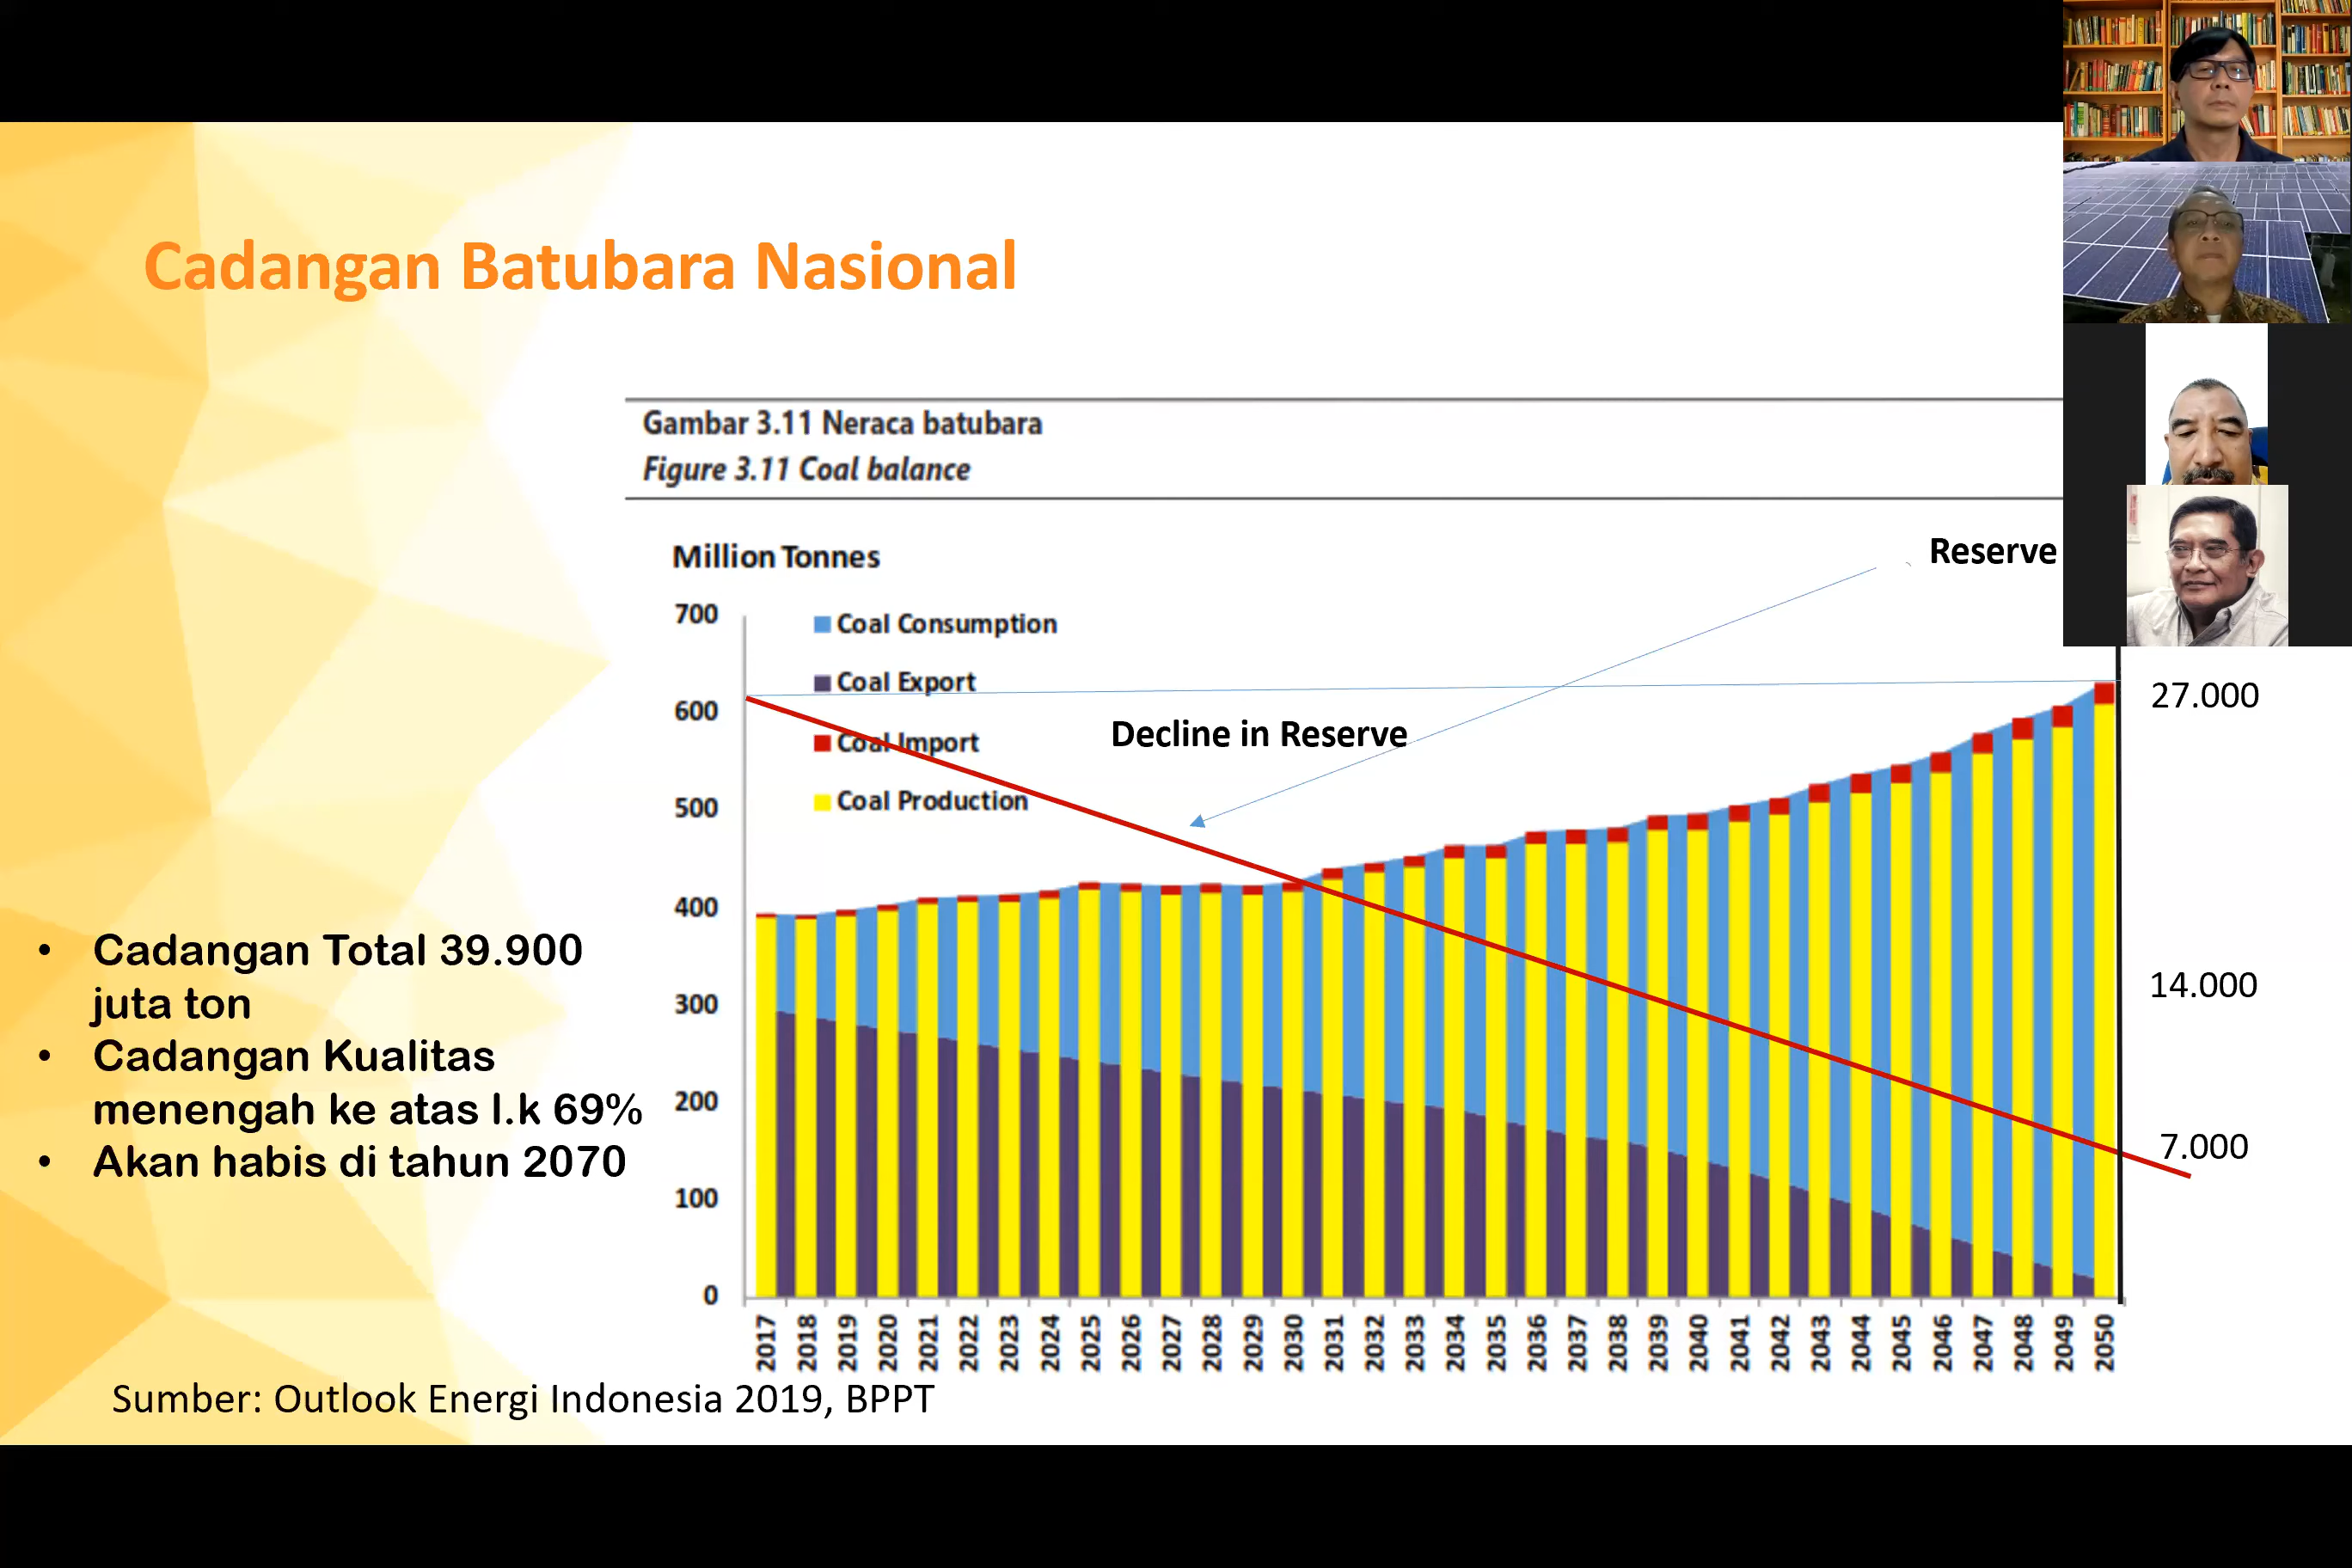 Cadangan Batubara Nasional
Gambar 3.11 Neraca batubara
Figure 3.11 Coal balance
Million Tonnes
Reserve
700
600
500
400
300
200
100
0
Coal Consumption
Coal Export
Coal Import
Coal Production
Decline in Reserve
27.000
14.000
7.000
• Cadangan Total 39.900
juta ton
• Cadangan Kualitas
menengah ke atas l.k 69%
• Akan habis di tahun 2070
2017 2018 2019 2020 2021 2022 2023 2024 2025 2026 2027 2028 2029 2030 2031 2032 2033 2034 2035 2036 2037 2038 2039 2040 2041 2042 2043 2044 2045 2046 2047 2048 2049 2050
Sumber: Outlook Energi Indonesia 2019, BPPT